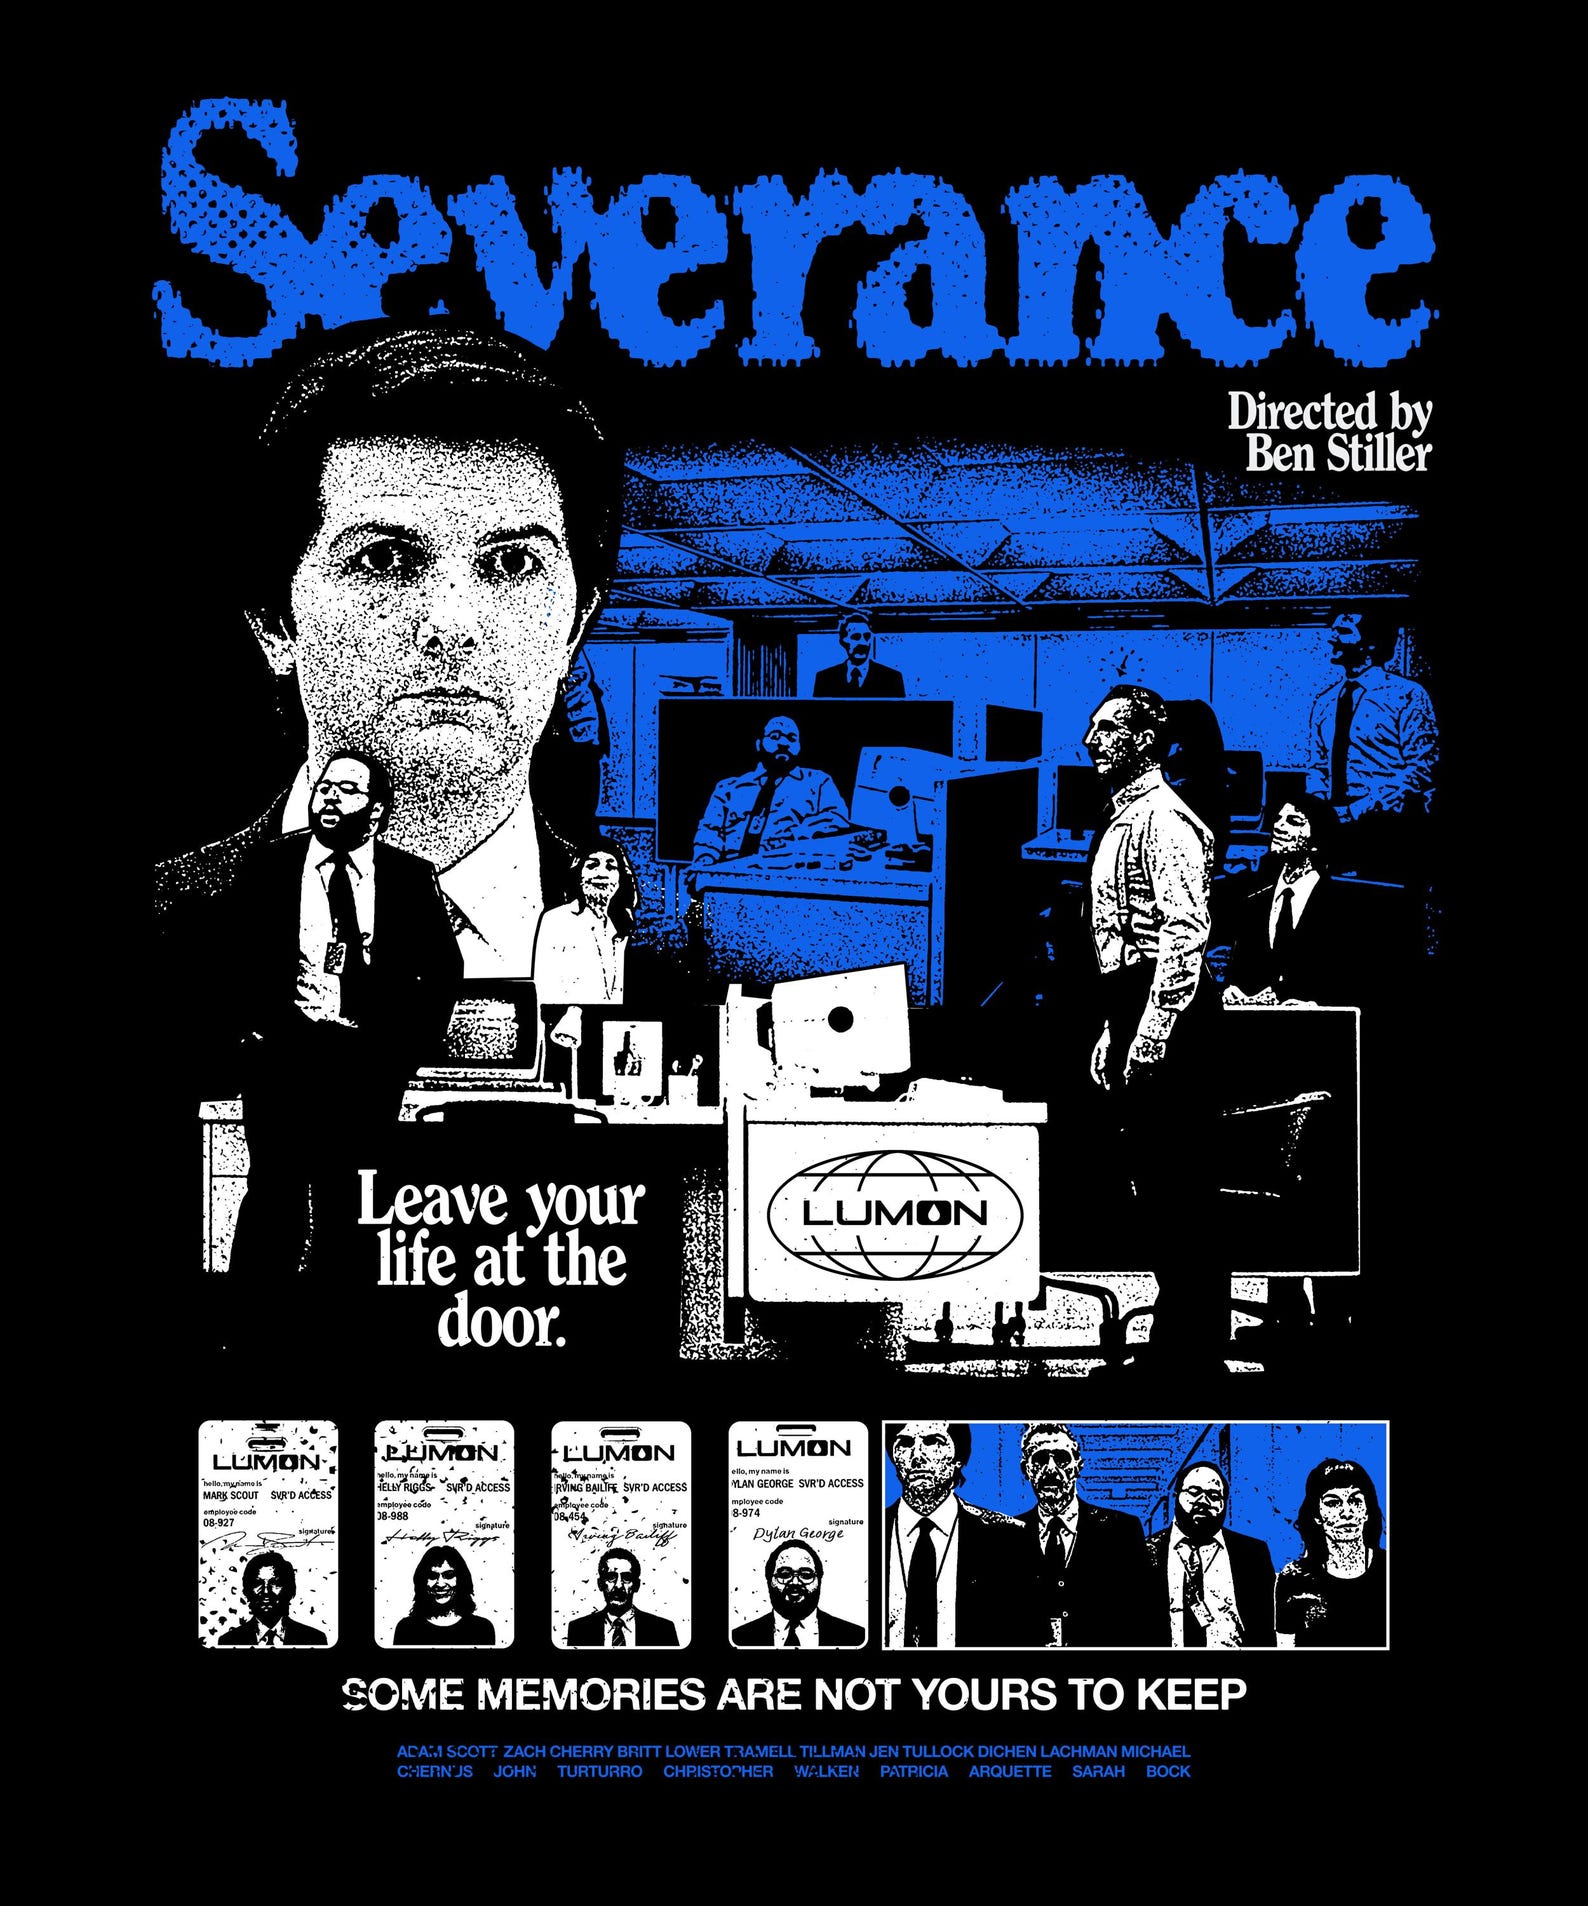 Severance
Directed by
Ben Stiller
LUMON
Leave your
life at the
door.
LUMON
hello, my name is
MARK SCOUT SVR'D ACCESS
employee code
08-927
signature
LUMON
hello, my name is
HELLY RIGGS SVR'D ACCESS
employee code
08-988
signature
Helly Riggs
LUMON
hello, my name is
IRVING BAILIFF SVR'D ACCESS
employee code
08-454
signature
Irving Bailiff
LUMON
ello, my name is
YLAN GEORGE SVR'D ACCESS
mployee code
8-974
signature
Dylan George
SOME MEMORIES ARE NOT YOURS TO KEEP
ADAM SCOTT ZACH CHERRY BRITT LOWER TRAMELL TILLMAN JEN TULLOCK DICHEN LACHMAN MICHAEL
CHERNUS JOHN TURTURRO CHRISTOPHER WALKEN PATRICIA ARQUETTE SARAH BOCK